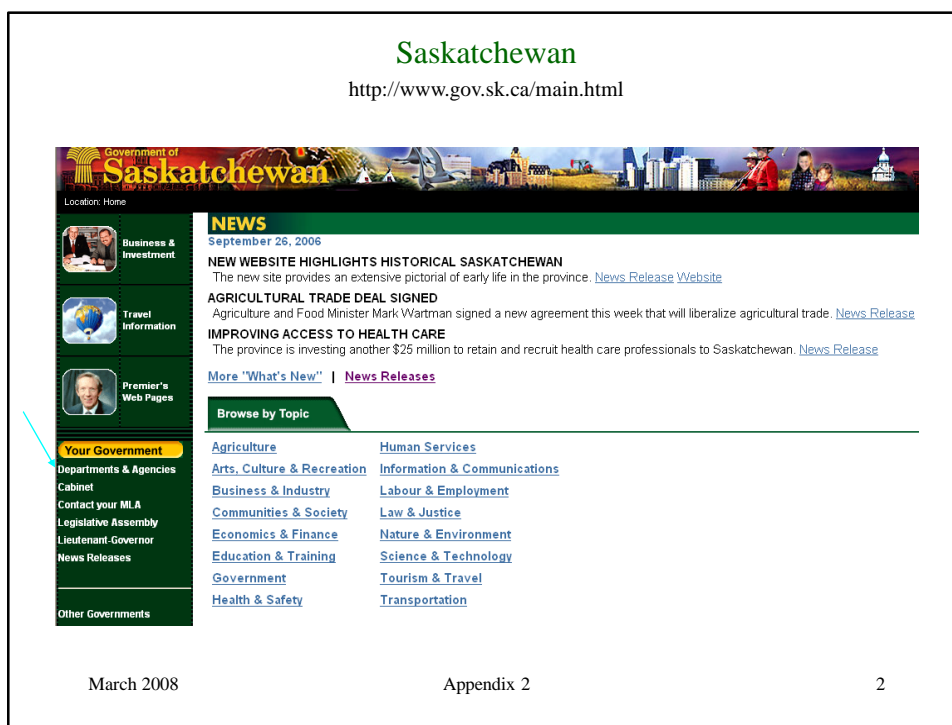 Saskatchewan
http://www.gov.sk.ca/main.html
Government of
Saskatchewan
Location: Home
Business &
Investment
Travel
Information
Premier's
Web Pages
Your Government
Departments & Agencies
Cabinet
Contact your MLA
Legislative Assembly
Lieutenant-Governor
News Releases
Other Governments
NEWS
September 26, 2006
NEW WEBSITE HIGHLIGHTS HISTORICAL SASKATCHEWAN
The new site provides an extensive pictorial of early life in the province. News Release Website
AGRICULTURAL TRADE DEAL SIGNED
Agriculture and Food Minister Mark Wartman signed a new agreement this week that will liberalize agricultural trade. News Release
IMPROVING ACCESS TO HEALTH CARE
The province is investing another $25 million to retain and recruit health care professionals to Saskatchewan. News Release
More "What's New" | News Releases
Browse by Topic
Agriculture
Arts, Culture & Recreation
Business & Industry
Communities & Society
Economics & Finance
Education & Training
Government
Health & Safety
Human Services
Information & Communications
Labour & Employment
Law & Justice
Nature & Environment
Science & Technology
Tourism & Travel
Transportation
March 2008
Appendix 2
2